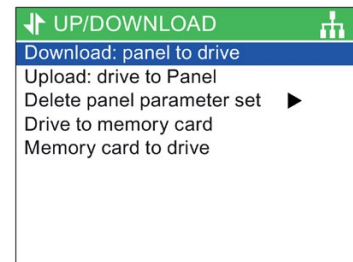 UP/DOWNLOAD
Download: panel to drive
Upload: drive to Panel
Delete panel parameter set
Drive to memory card
Memory card to drive